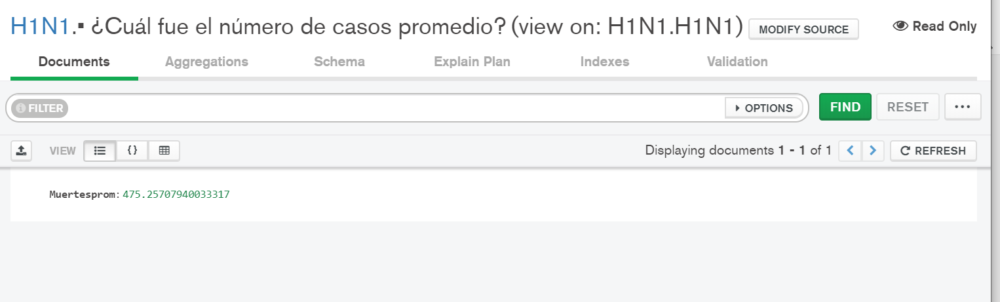 H1N1.▪ ¿Cuál fue el número de casos promedio? (view on: H1N1.H1N1) MODIFY SOURCE Read Only
Documents Aggregations Schema Explain Plan Indexes Validation
FILTER OPTIONS FIND RESET •••
VIEW {} Displaying documents 1 - 1 of 1 < > REFRESH
Muertesprom: 475.25707940033317